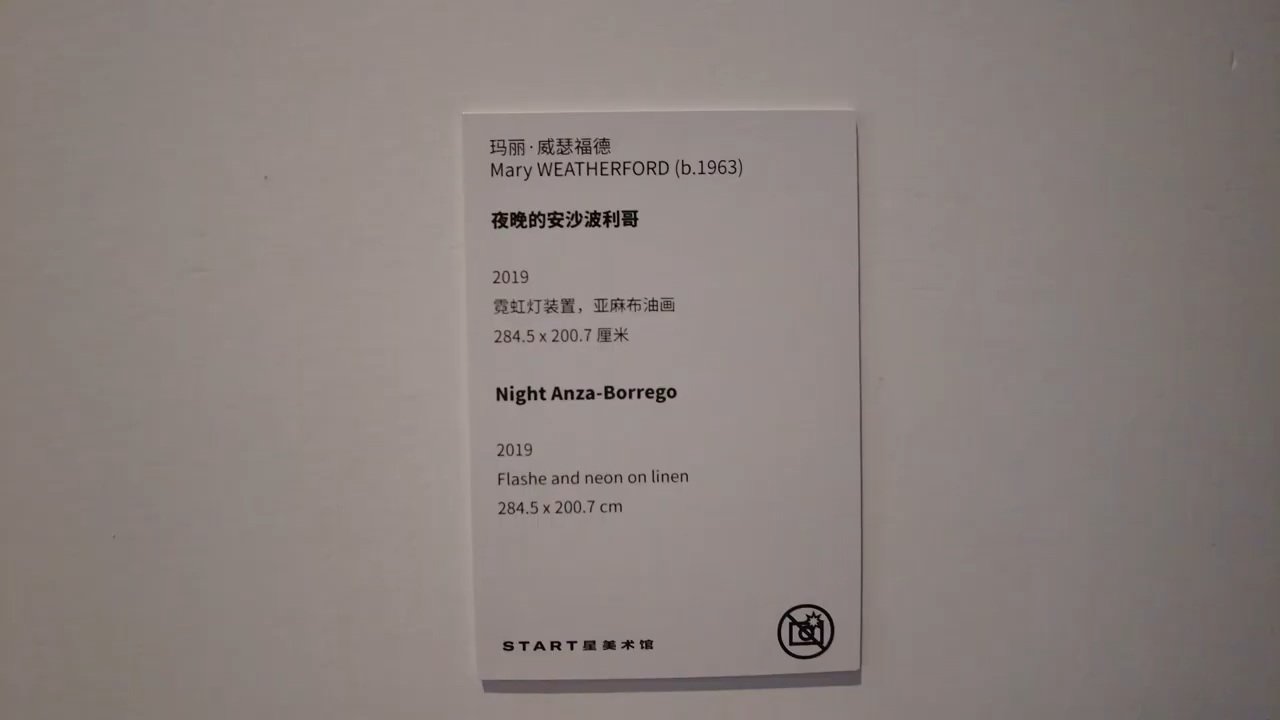 玛丽·威瑟福德
Mary WEATHERFORD (b.1963)
夜晚的安沙波利哥
2019
霓虹灯装置，亚麻布油画
284.5 x 200.7 厘米
Night Anza-Borrego
2019
Flashe and neon on linen
284.5 x 200.7 cm
START星美术馆